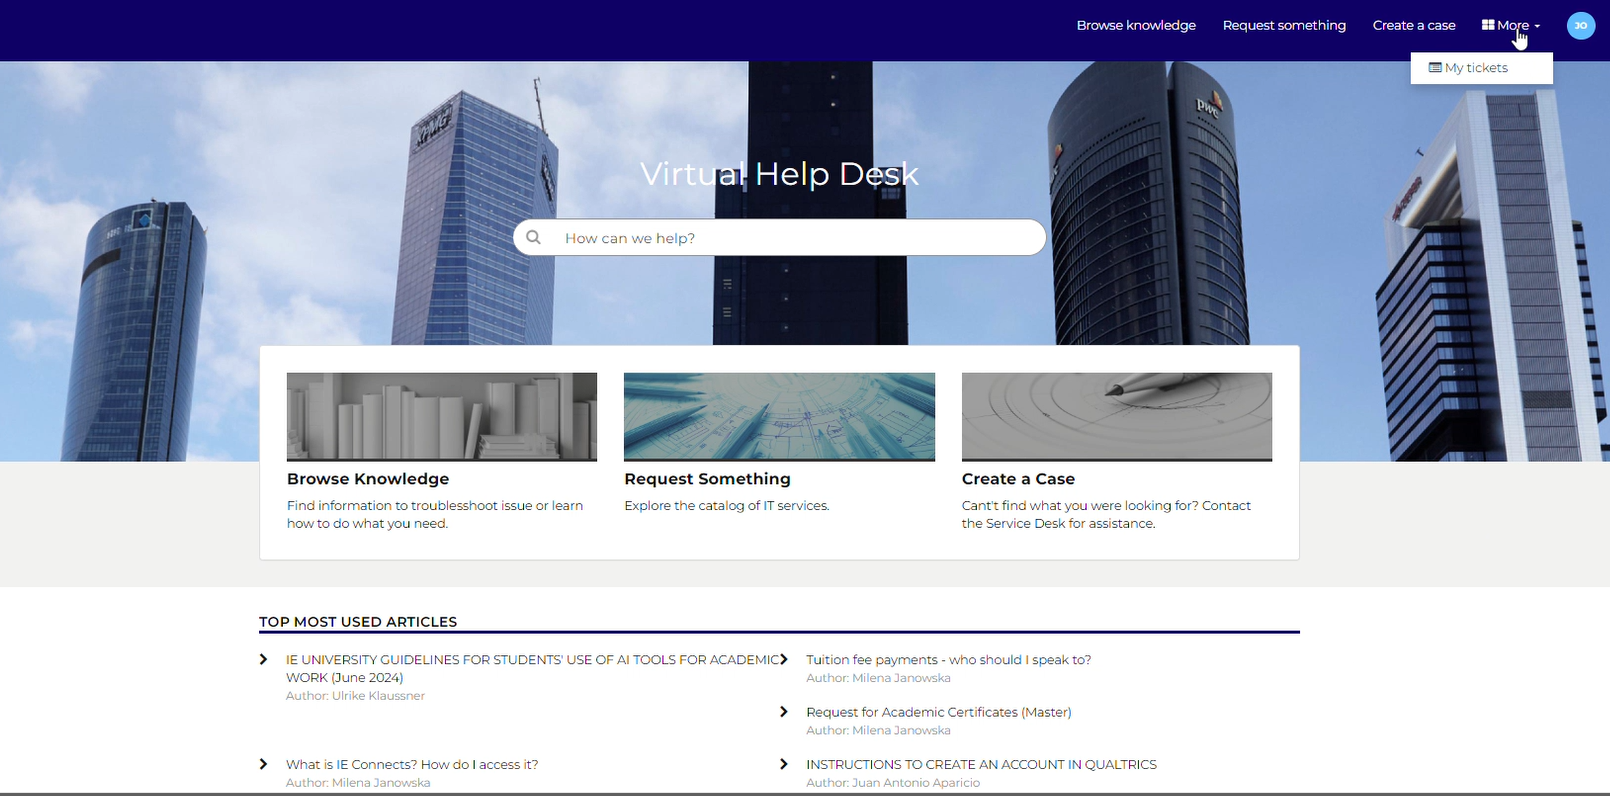 Browse knowledge
Request something
Create a case
More
JO
My tickets
KPMG
pwc
Virtual Help Desk
How can we help?
Browse Knowledge
Find information to troublesshoot issue or learn
how to do what you need.
Request Something
Explore the catalog of IT services.
Create a Case
Cant't find what you were looking for? Contact
the Service Desk for assistance.
TOP MOST USED ARTICLES
IE UNIVERSITY GUIDELINES FOR STUDENTS' USE OF AI TOOLS FOR ACADEMIC
WORK (June 2024)
Author: Ulrike Klaussner
Tuition fee payments - who should I speak to?
Author: Milena Janowska
Request for Academic Certificates (Master)
Author: Milena Janowska
What is IE Connects? How do I access it?
Author: Milena Janowska
INSTRUCTIONS TO CREATE AN ACCOUNT IN QUALTRICS
Author: Juan Antonio Aparicio